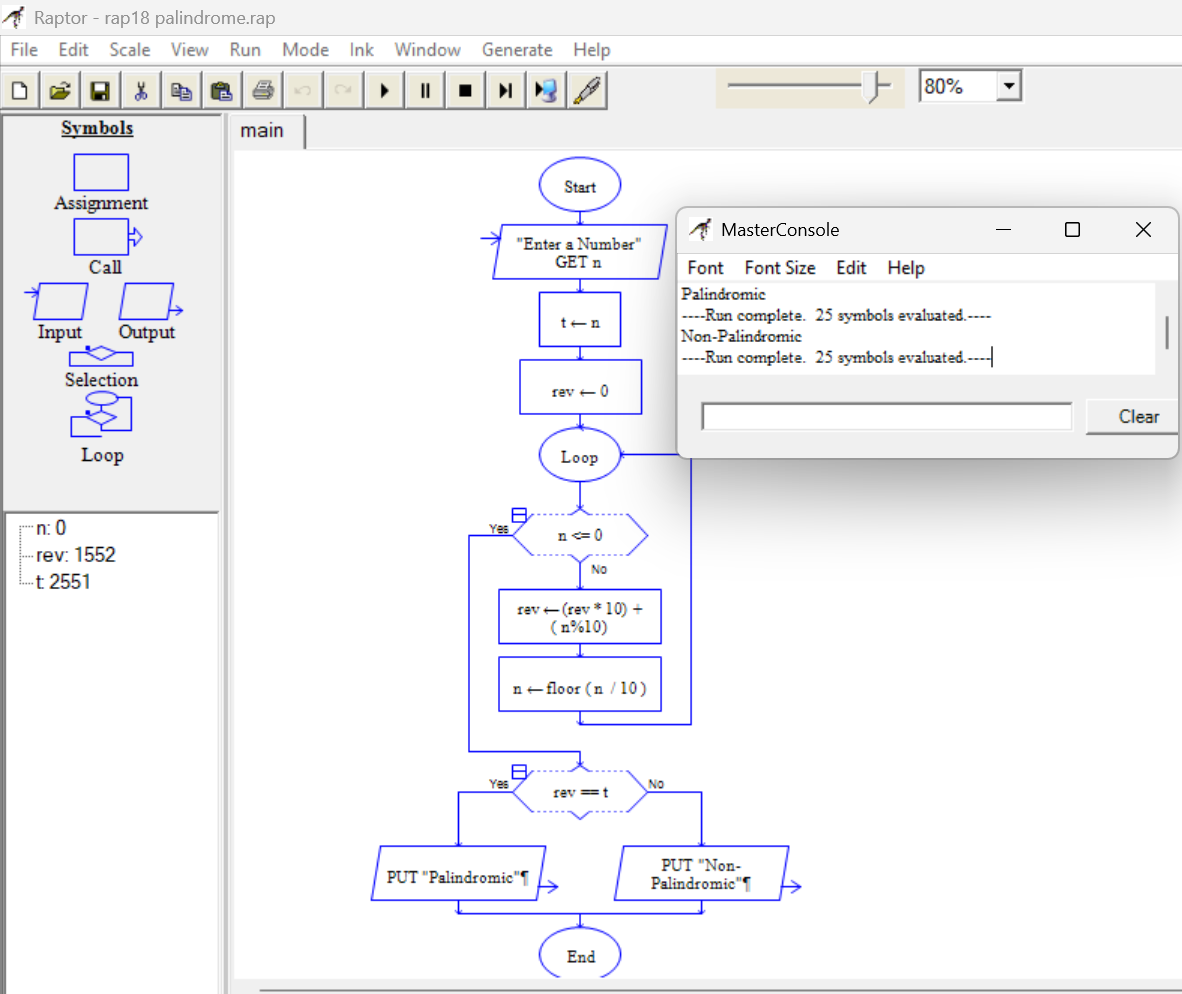 Raptor - rap18 palindrome.rap
File Edit Scale View Run Mode Ink Window Generate Help
80%
Symbols
Assignment
Call
Input Output
Selection
Loop
n: 0
rev: 1552
t: 2551
main
Start
"Enter a Number"
GET n
t ← n
rev ← 0
Loop
Yes
n <= 0
No
rev ← (rev * 10) +
( n%10)
n ← floor ( n / 10 )
Yes
rev == t
No
PUT "Palindromic"¶
PUT "Non-
Palindromic"¶
End
MasterConsole
Font Font Size Edit Help
Palindromic
----Run complete. 25 symbols evaluated.----
Non-Palindromic
----Run complete. 25 symbols evaluated.----
Clear